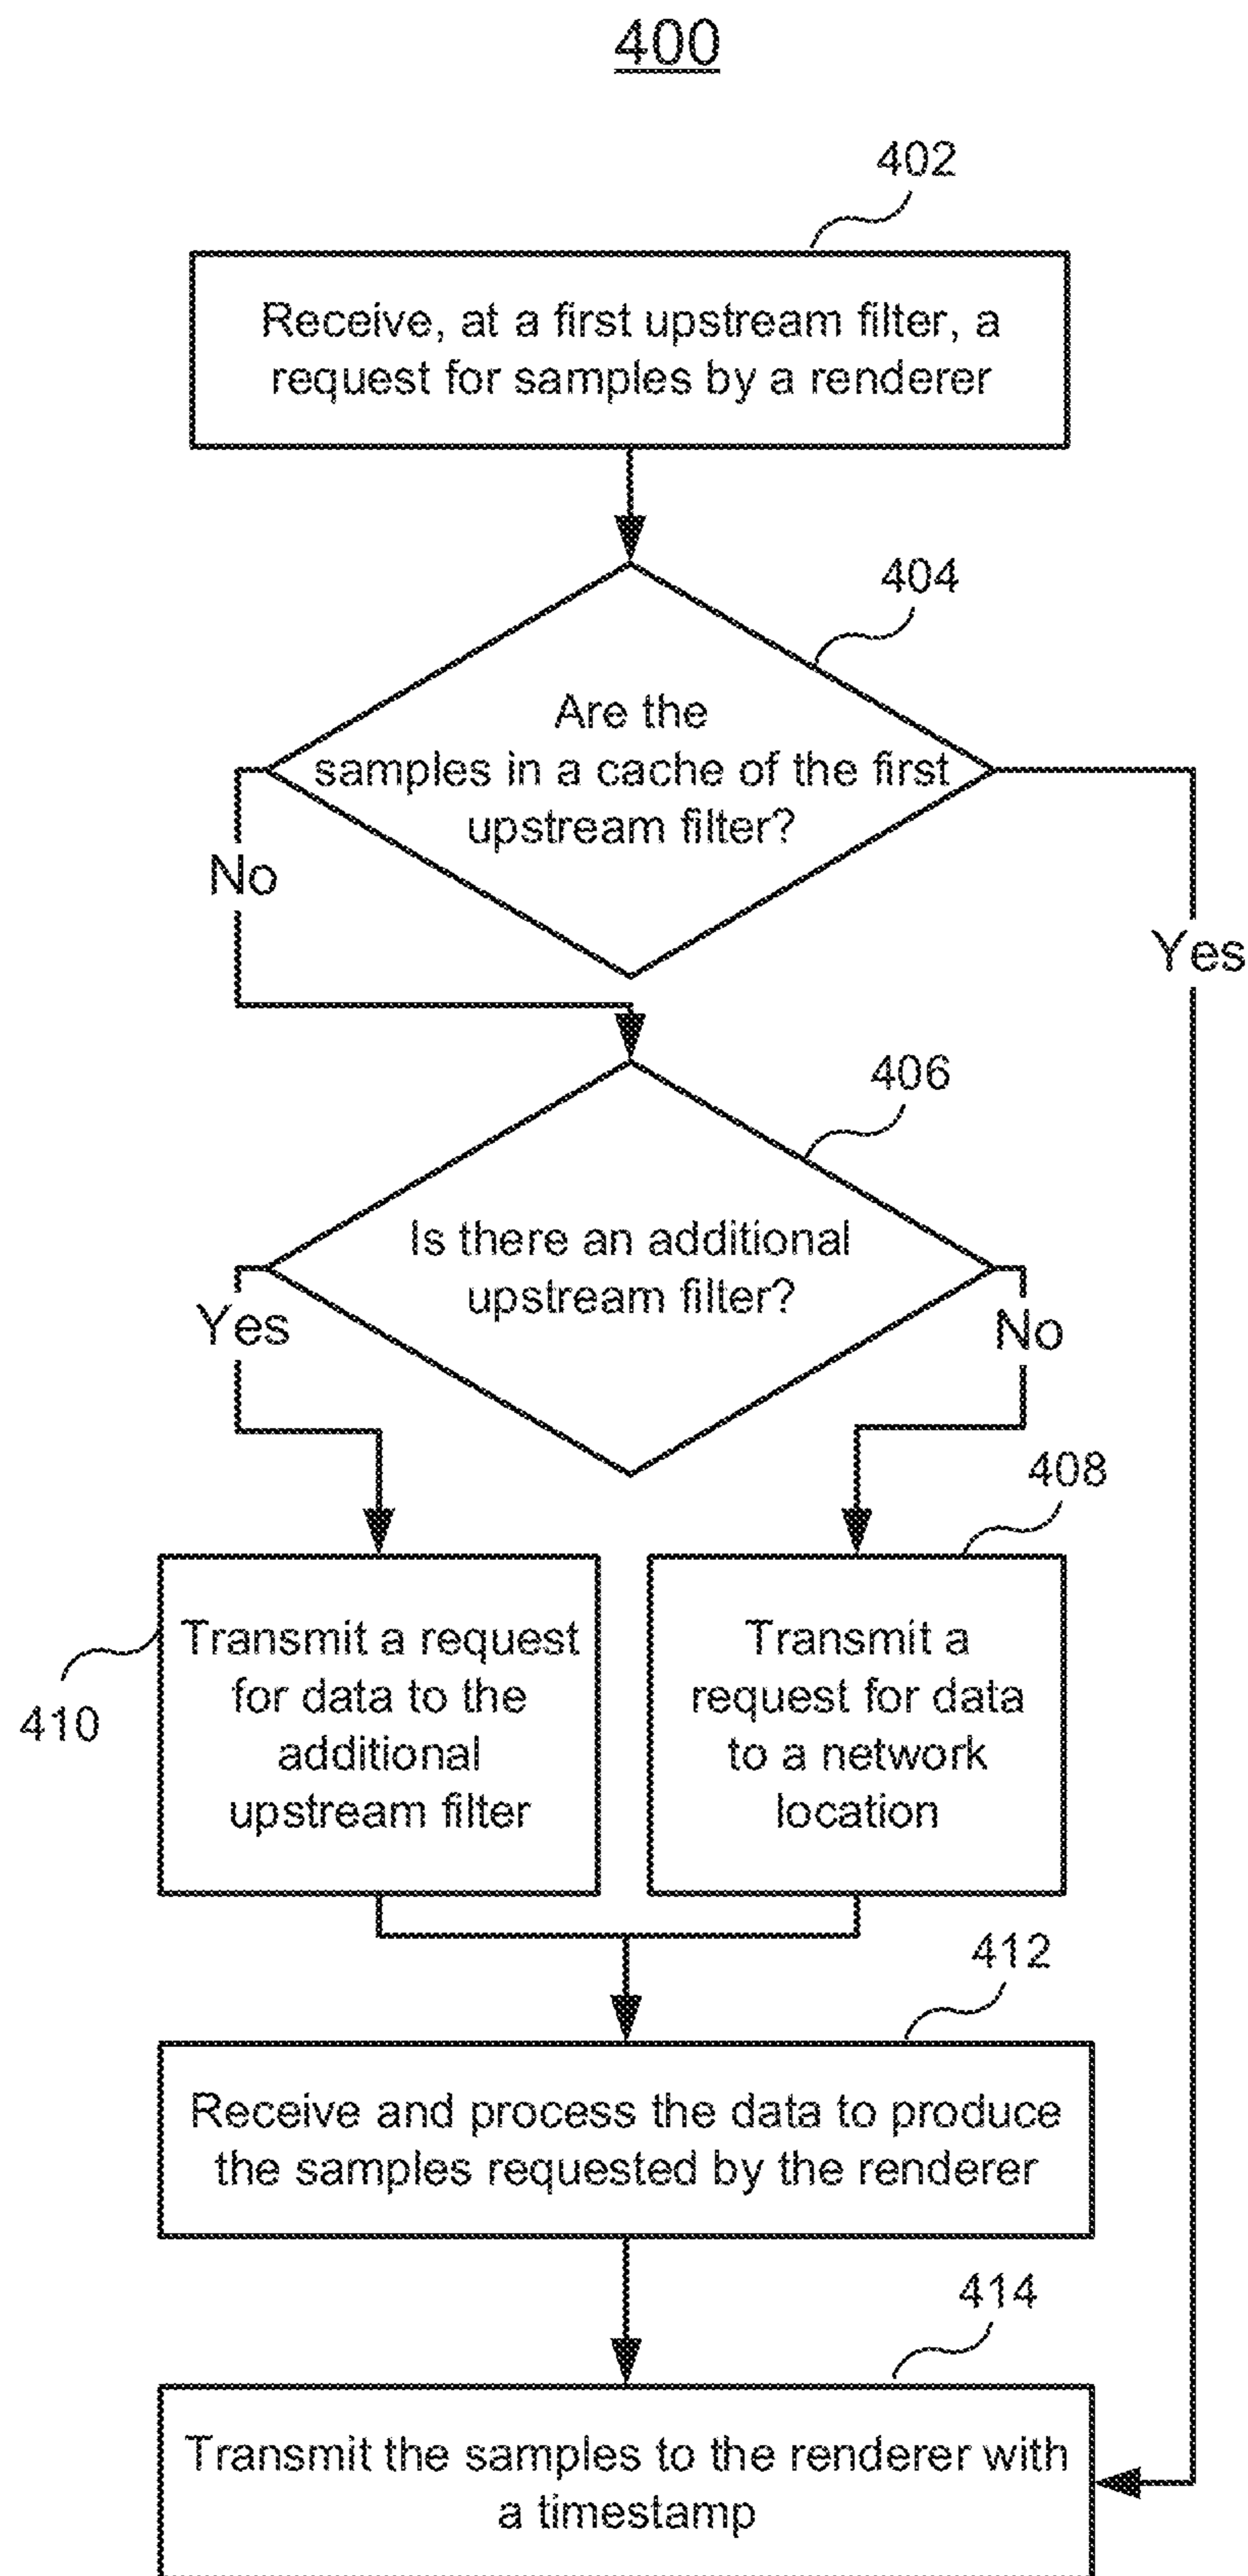 400
402
Receive, at a first upstream filter, a
request for samples by a renderer
404
Are the
samples in a cache of the first
upstream filter?
No
Yes
406
Is there an additional
upstream filter?
Yes
No
408
410
Transmit a request
for data to the
additional
upstream filter
Transmit a
request for data
to a network
location
412
Receive and process the data to produce
the samples requested by the renderer
414
Transmit the samples to the renderer with
a timestamp